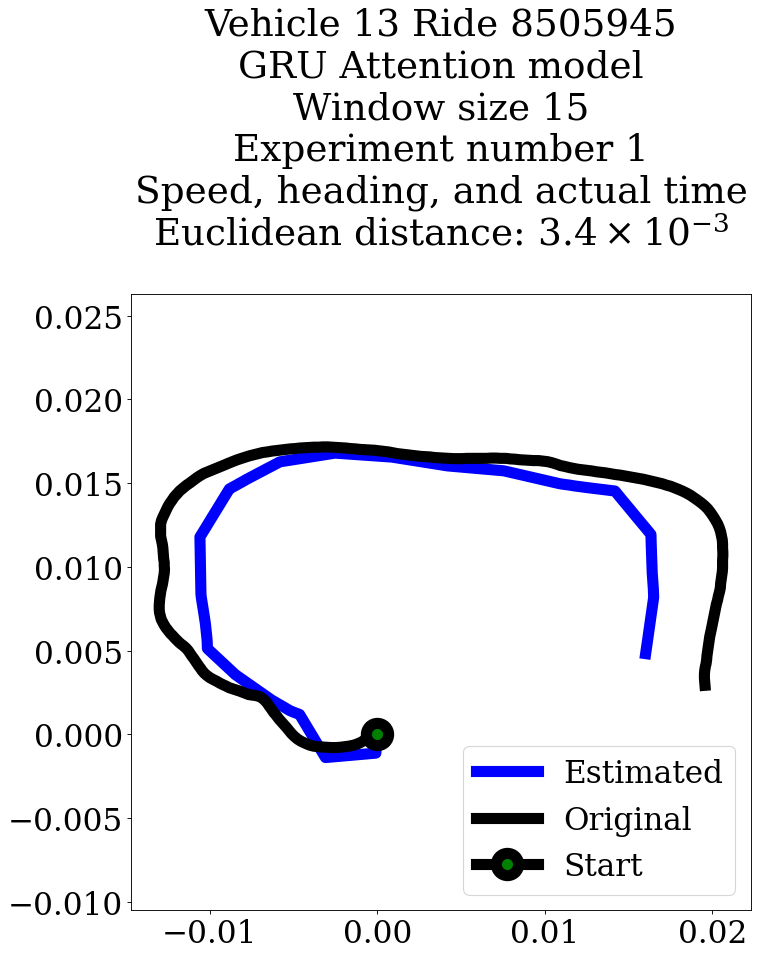 Vehicle 13 Ride 8505945
GRU Attention model
Window size 15
Experiment number 1
Speed, heading, and actual time
Euclidean distance: 3.4 × 10⁻³
0.025
0.020
0.015
0.010
0.005
0.000
−0.005
−0.010
−0.01 0.00 0.01 0.02
Estimated
Original
Start